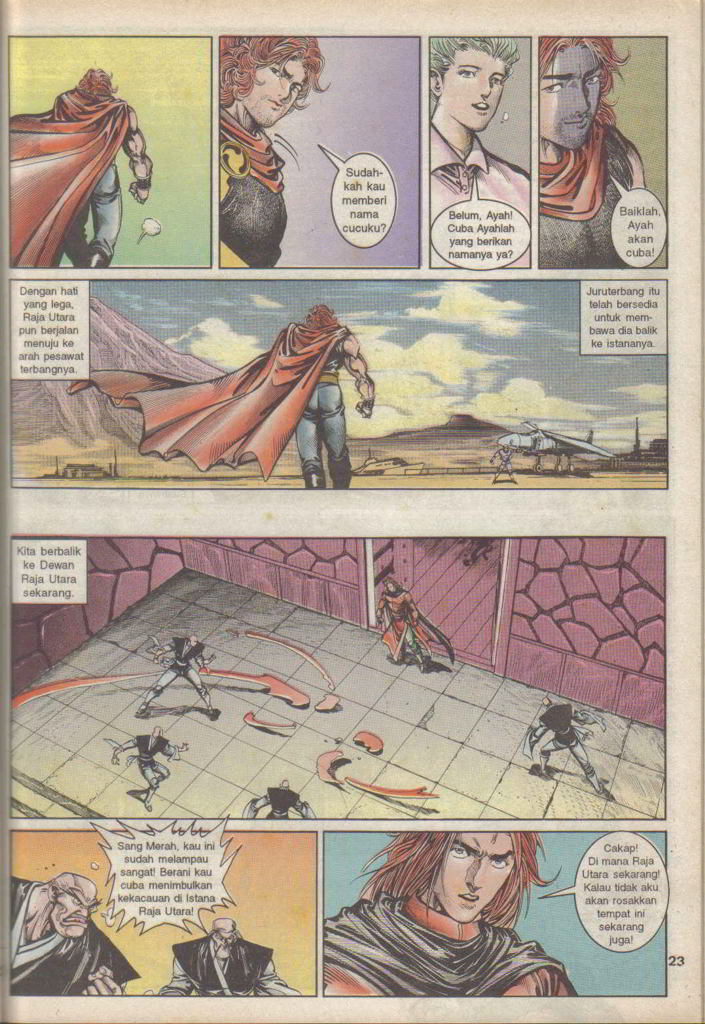 Sudah-
kah kau
memberi
nama
cucuku?
Belum, Ayah!
Cuba Ayahlah
yang berikan
namanya ya?
Baiklah,
Ayah
akan
cuba!
Dengan hati
yang lega,
Raja Utara
pun berjalan
menuju ke
arah pesawat
terbangnya.
Juruterbang itu
telah bersedia
untuk mem-
bawa dia balik
ke istananya.
Kita berbalik
ke Dewan
Raja Utara
sekarang.
Sang Merah, kau ini
sudah melampau
sangat! Berani kau
cuba menimbulkan
kekacauan di Istana
Raja Utara!
Cakap!
Di mana Raja
Utara sekarang!
Kalau tidak aku
akan rosakkan
tempat ini
sekarang
juga!
23